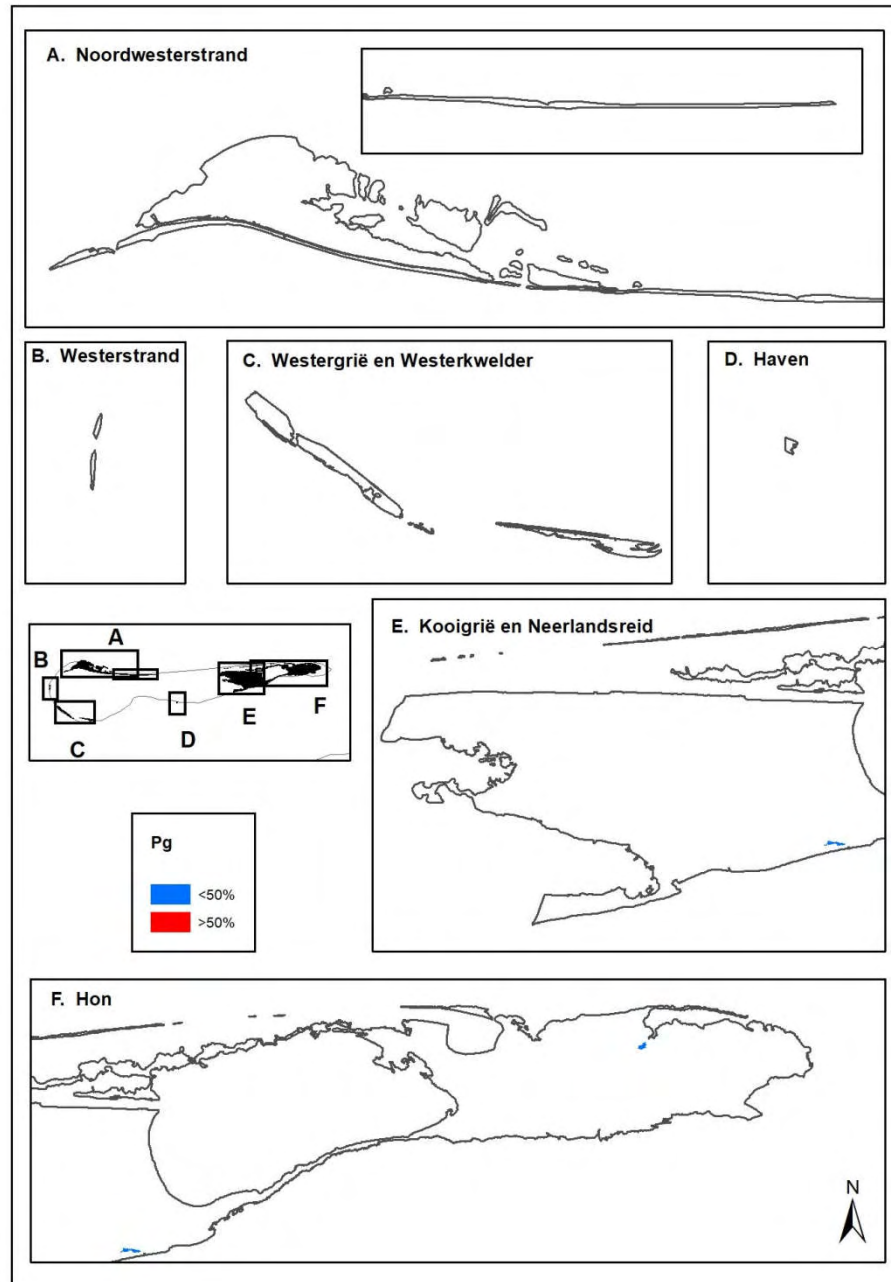 A. Noordwesterstrand
B. Westerstrand
C. Westergrië en Westerkwelder
D. Haven
A
B
C
D
E
F
E. Kooigrië en Neerlandsreid
Pg
<50%
>50%
F. Hon
N